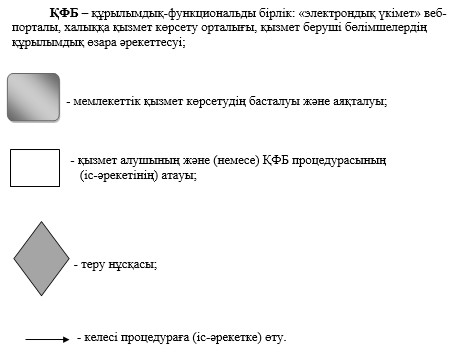 ҚФБ – құрылымдық-функциональды бірлік: «электрондық үкімет» веб-
порталы, халыққа қызмет көрсету орталығы, қызмет беруші бөлімшелердің
құрылымдық өзара әрекеттесуі;
- мемлекеттік қызмет көрсетудің басталуы және аяқталуы;
- қызмет алушының және (немесе) ҚФБ процедурасының
(іс-әрекетінің) атауы;
- теру нұсқасы;
- келесі процедураға (іс-әрекетке) өту.